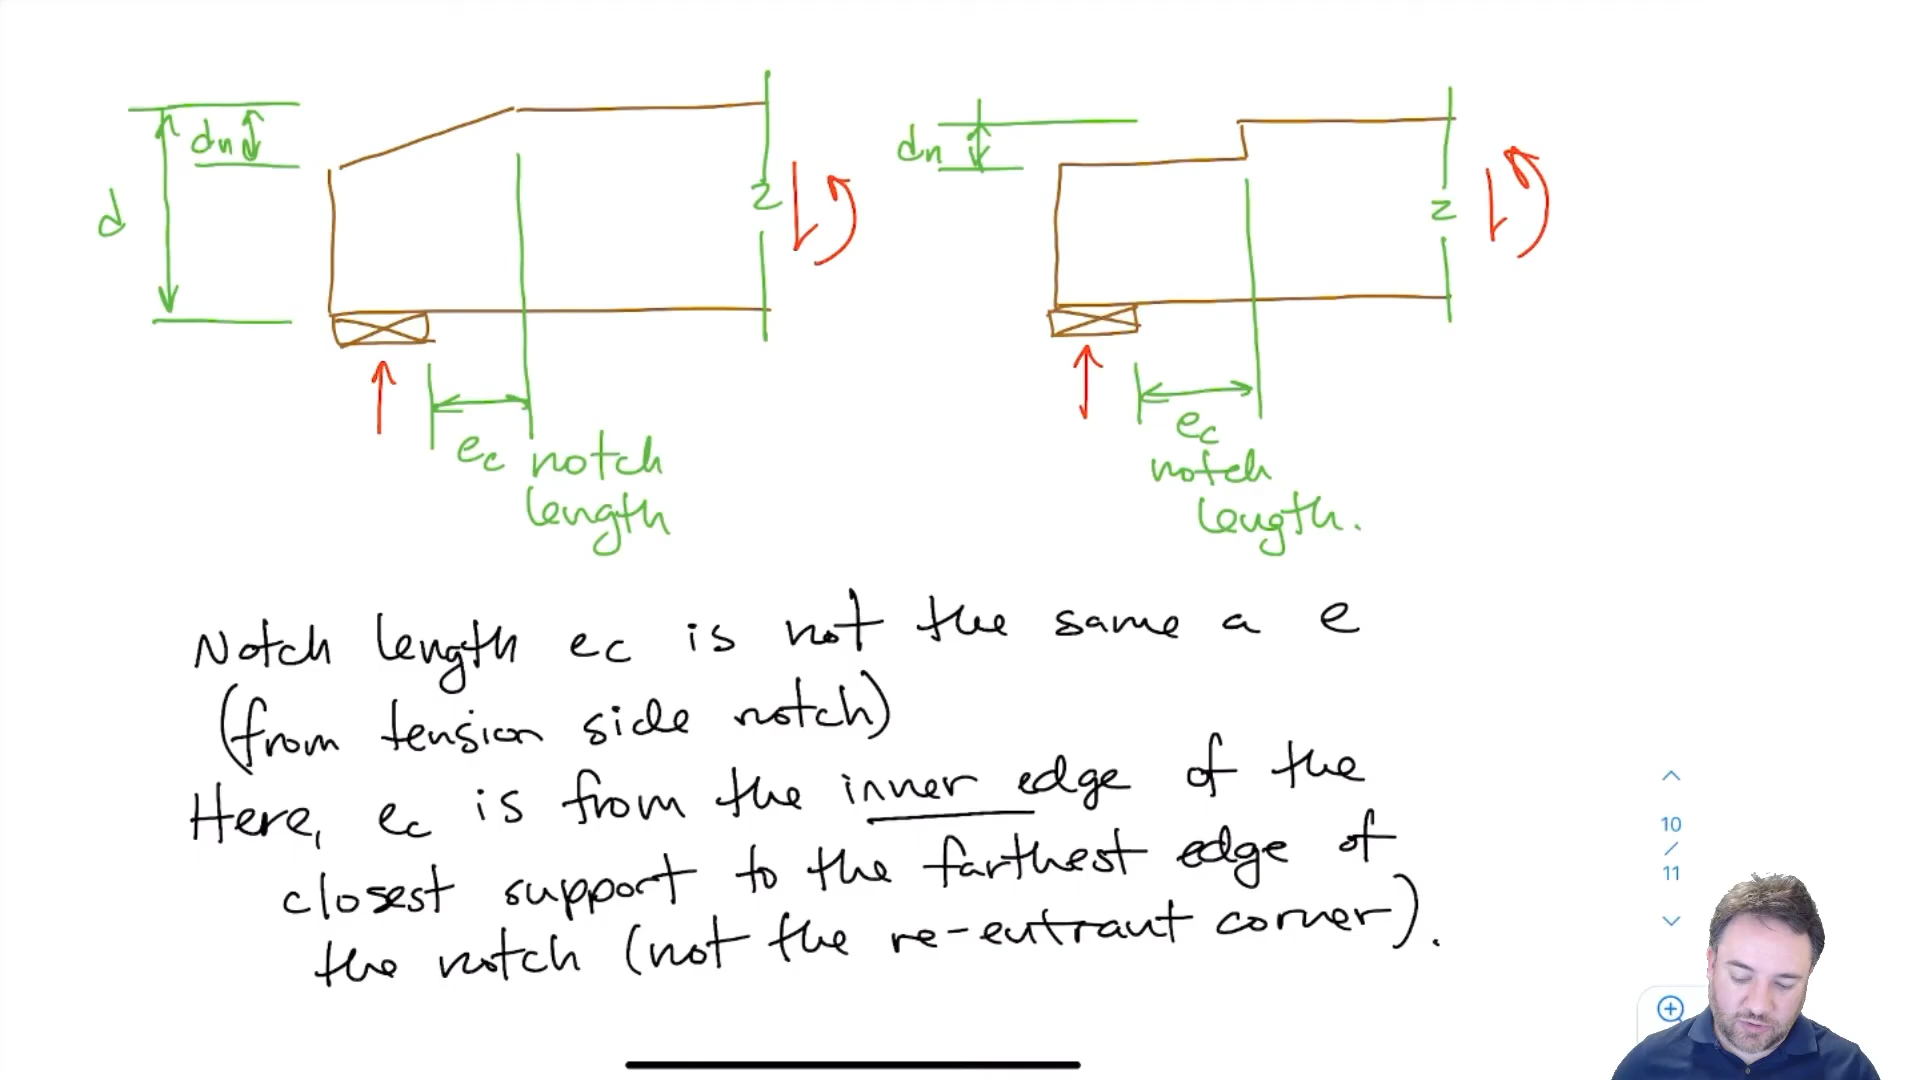 dn
d
ec notch
length
dn
ec
notch
length.
Notch length ec is not the same a e
(from tension side notch)
Here, ec is from the inner edge of the
closest support to the farthest edge of
the notch (not the re-entrant corner).
10
/
11